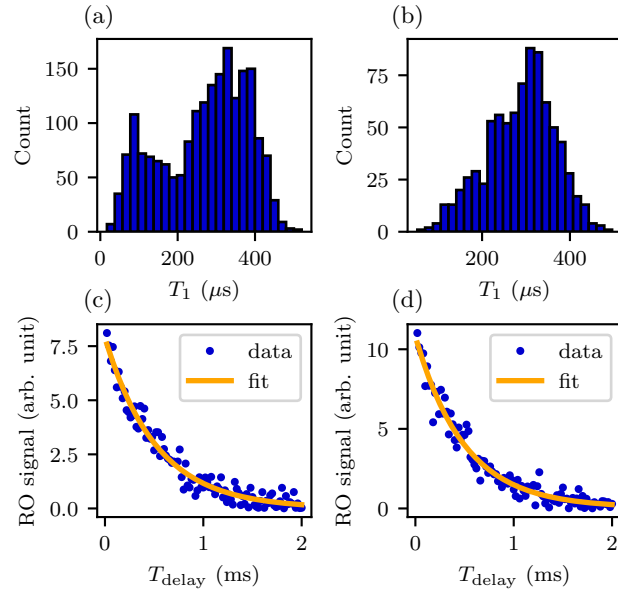 (a)
150
100
50
0
Count
0 200 400
T₁ (μs)
(b)
75
50
25
0
Count
200 400
T₁ (μs)
(c)
7.5
5.0
2.5
0.0
RO signal (arb. unit)
data
fit
0 1 2
T_delay (ms)
(d)
10
5
0
RO signal (arb. unit)
data
fit
0 1 2
T_delay (ms)